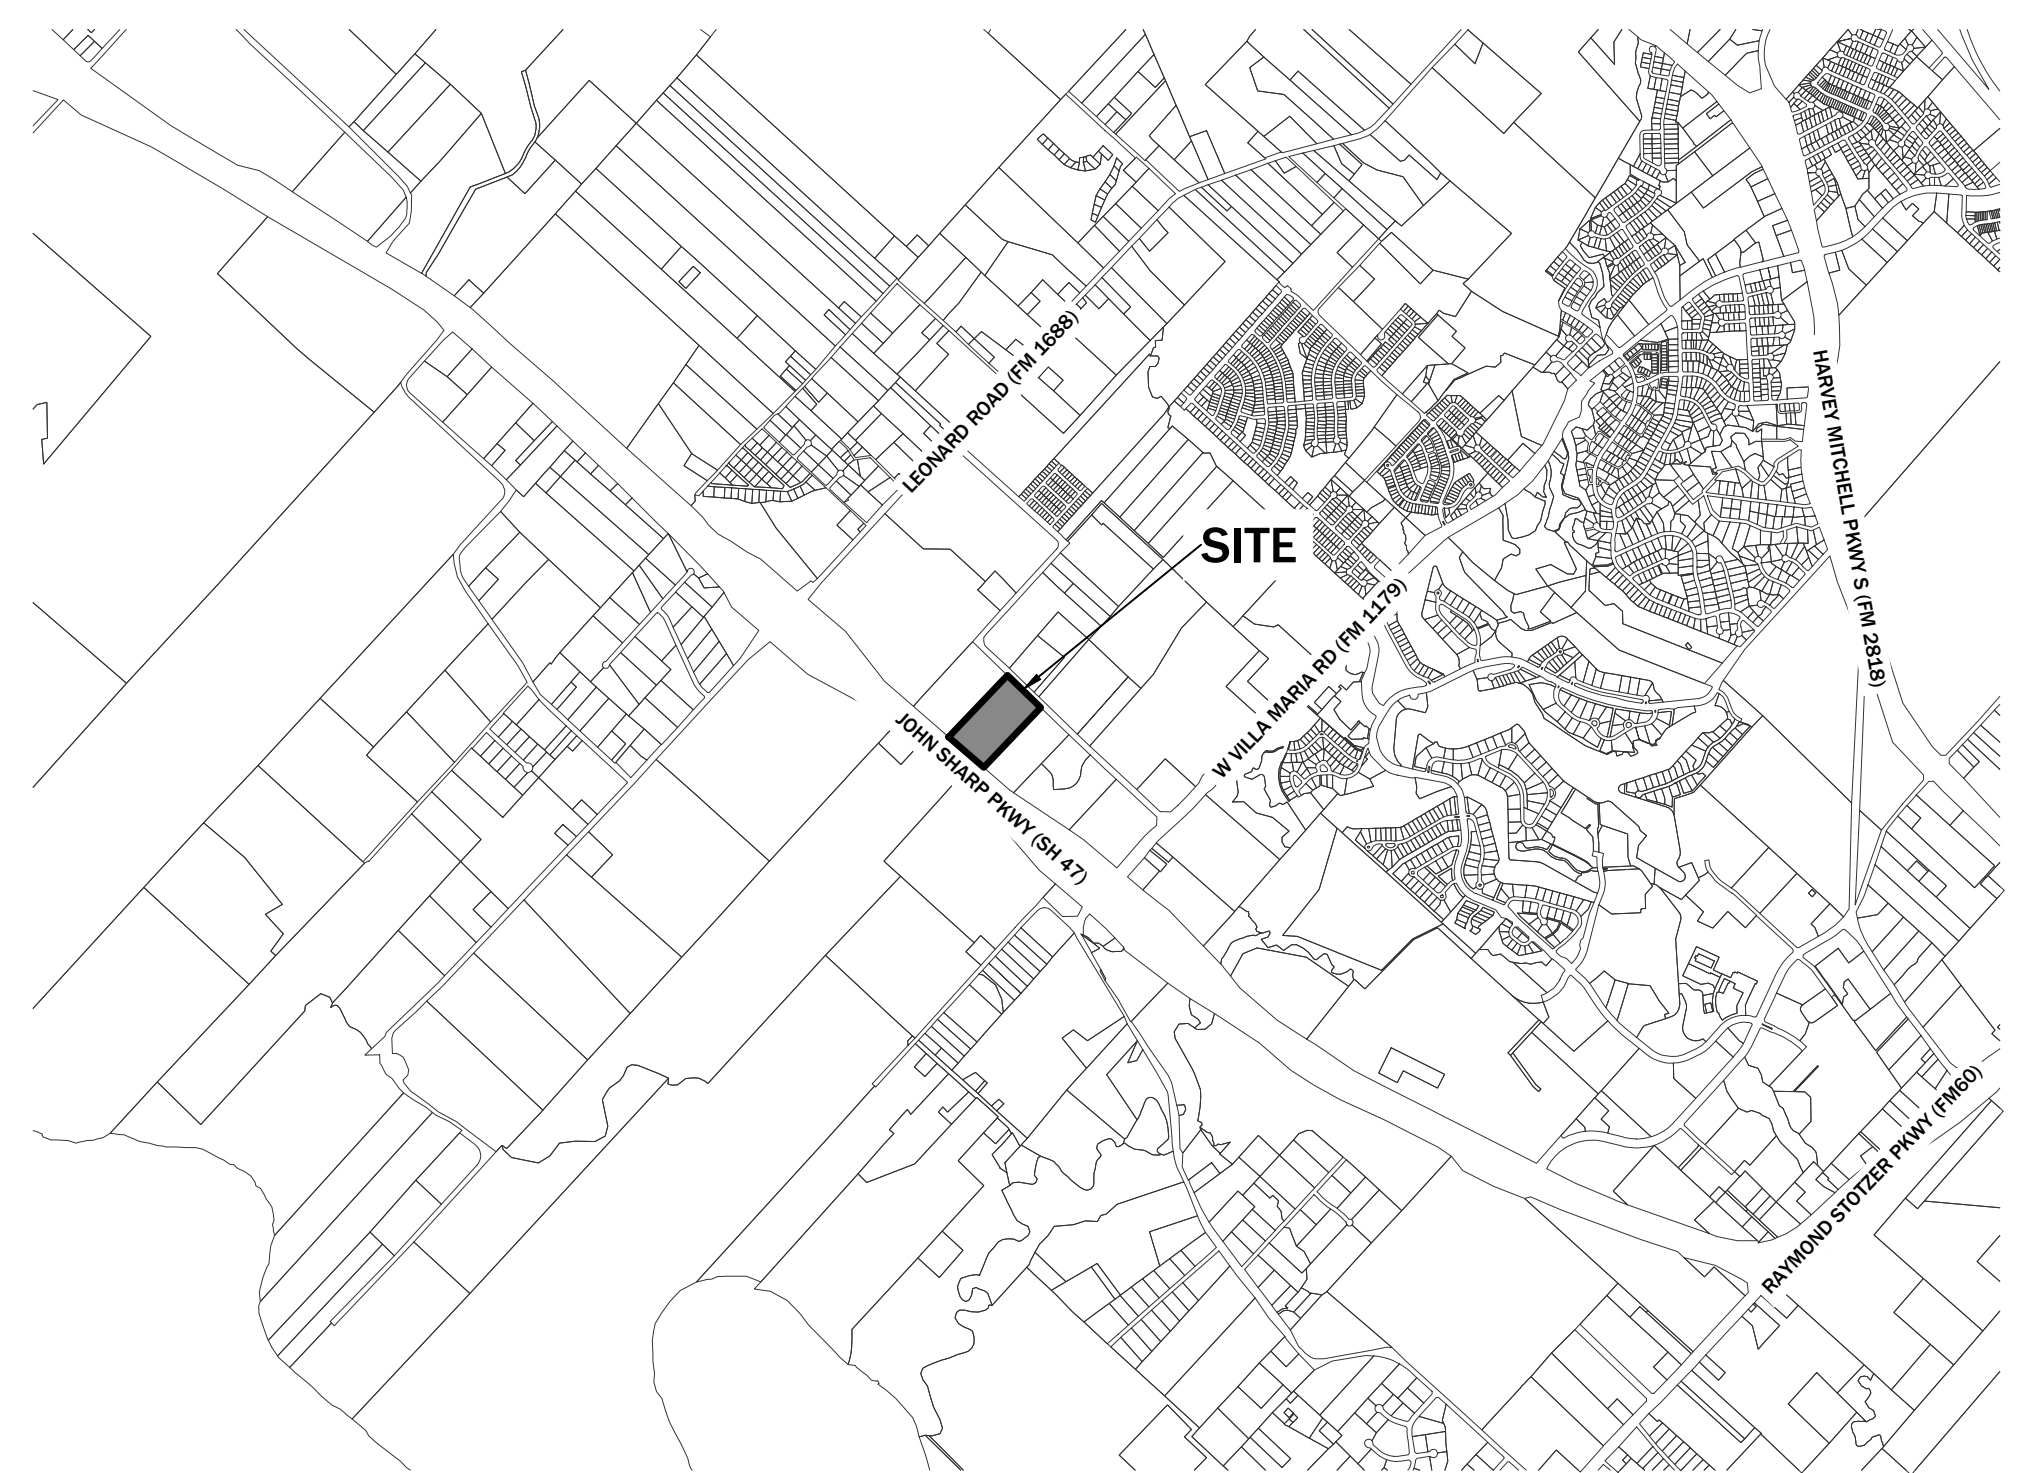 LEONARD ROAD (FM 1688)
HARVEY MITCHELL PKWY S (FM 2818)
SITE
W VILLA MARIA RD (FM 1179)
JOHN SHARP PKWY (SH 47)
RAYMOND STOTZER PKWY (FM60)